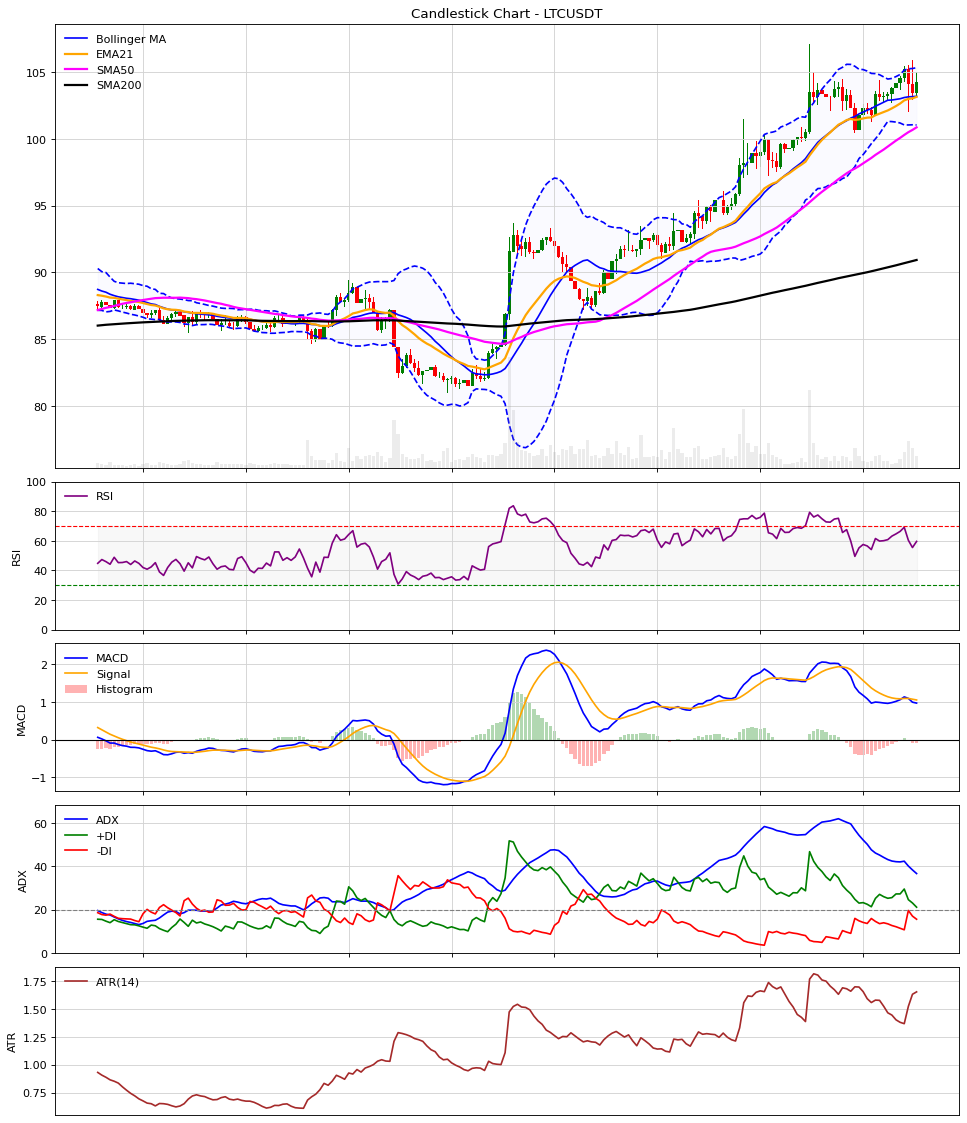 Candlestick Chart - LTCUSDT
Bollinger MA
EMA21
SMA50
SMA200
105
100
95
90
85
80
RSI
100
80
60
40
20
0
RSI
MACD
Signal
Histogram
2
1
0
−1
MACD
ADX
+DI
-DI
60
40
20
0
ADX
ATR(14)
1.75
1.50
1.25
1.00
0.75
ATR